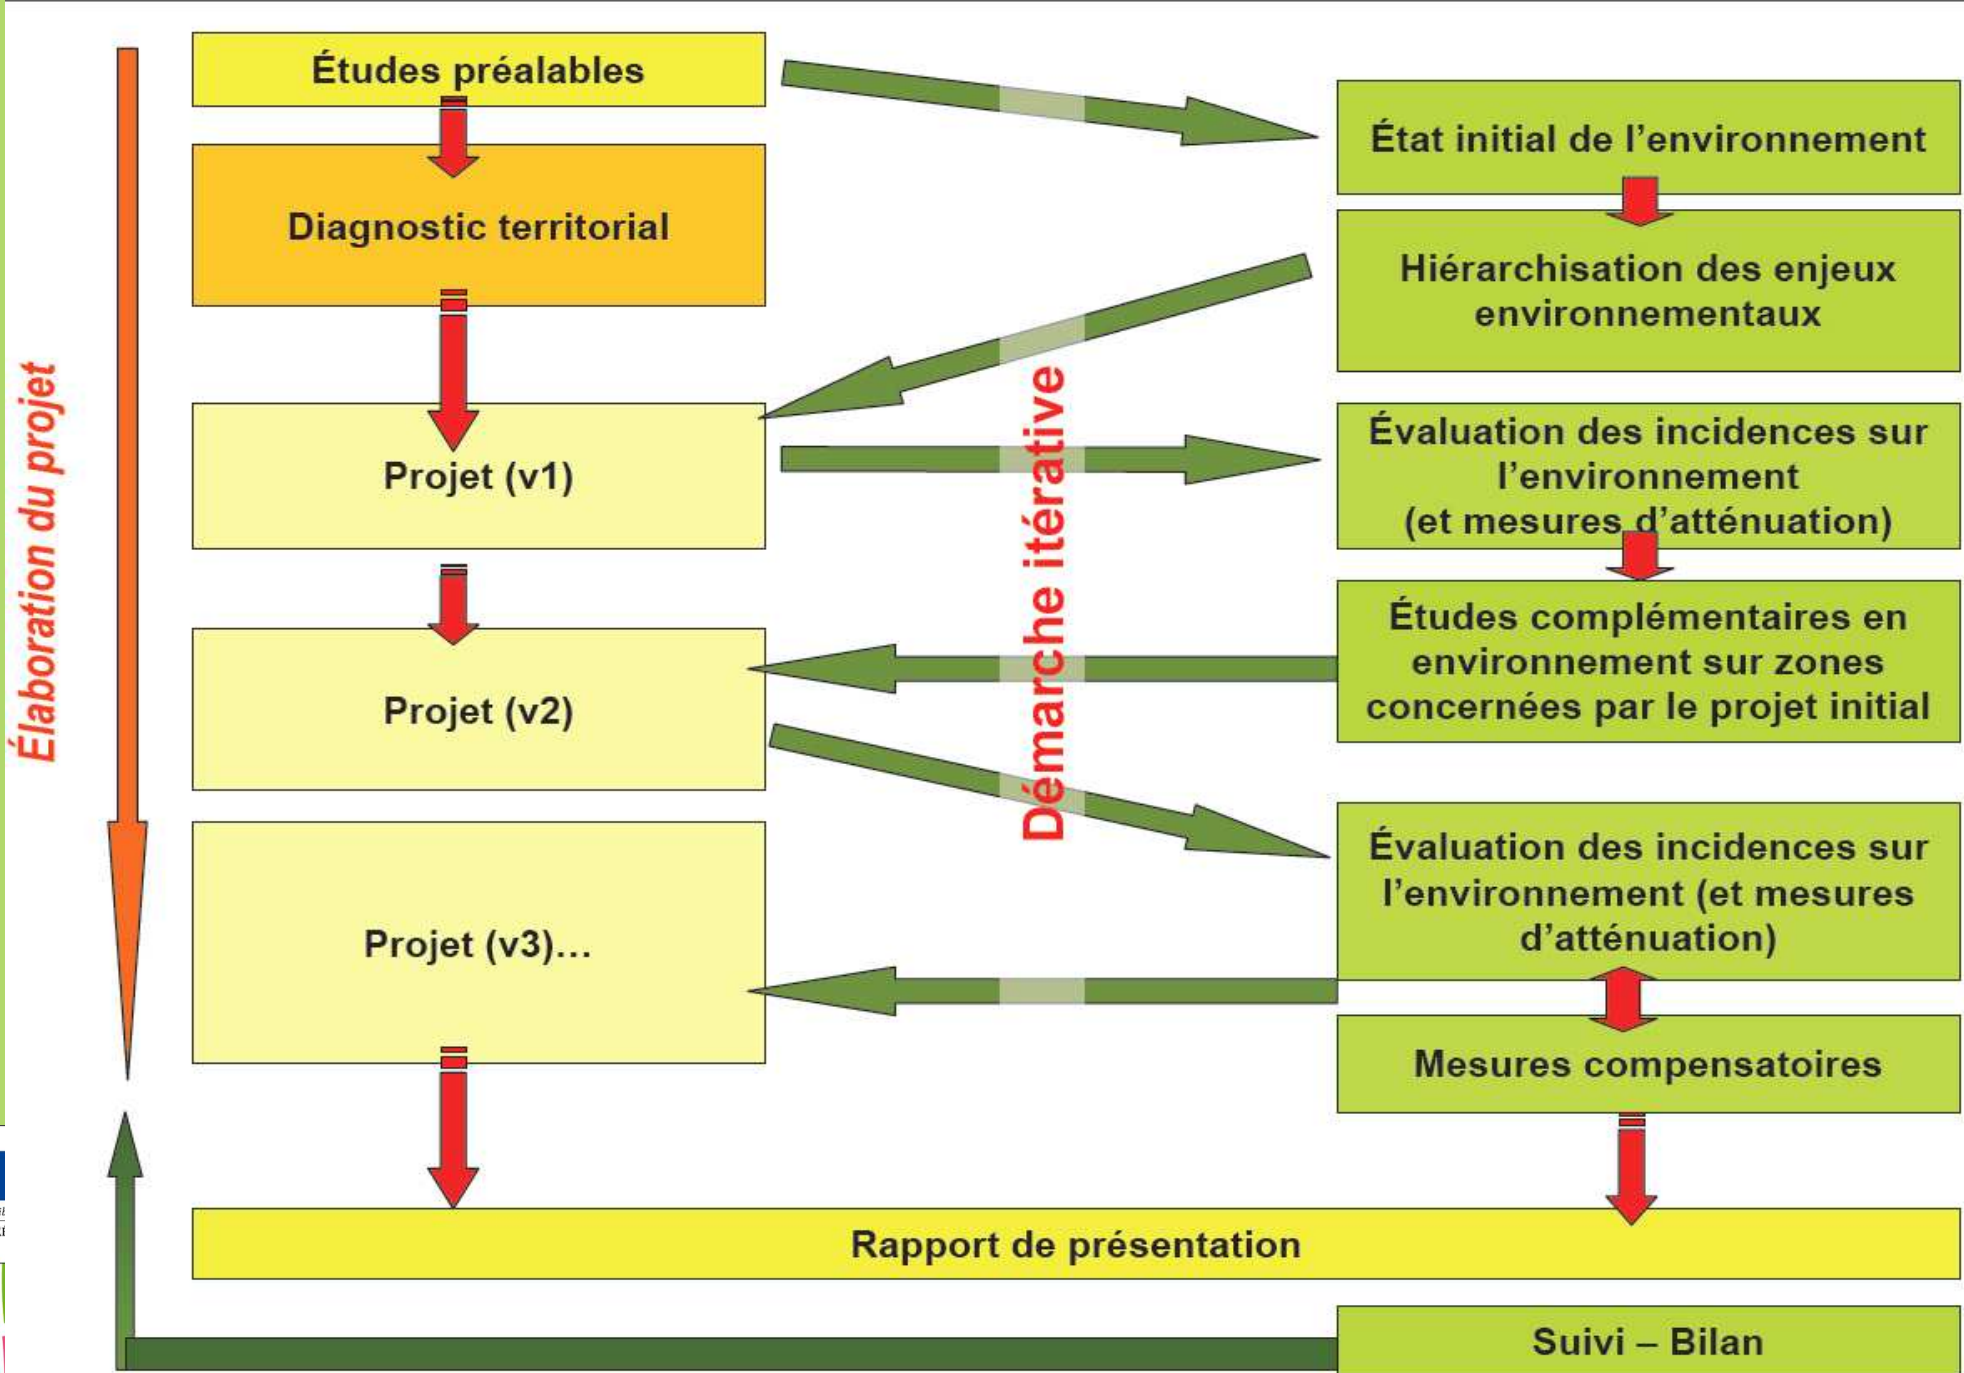 Études préalables
État initial de l’environnement
Diagnostic territorial
Hiérarchisation des enjeux
environnementaux
Élaboration du projet
Démarche itérative
Projet (v1)
Évaluation des incidences sur
l’environnement
(et mesures d’atténuation)
Projet (v2)
Études complémentaires en
environnement sur zones
concernées par le projet initial
Projet (v3)…
Évaluation des incidences sur
l’environnement (et mesures
d’atténuation)
Mesures compensatoires
Rapport de présentation
Suivi – Bilan